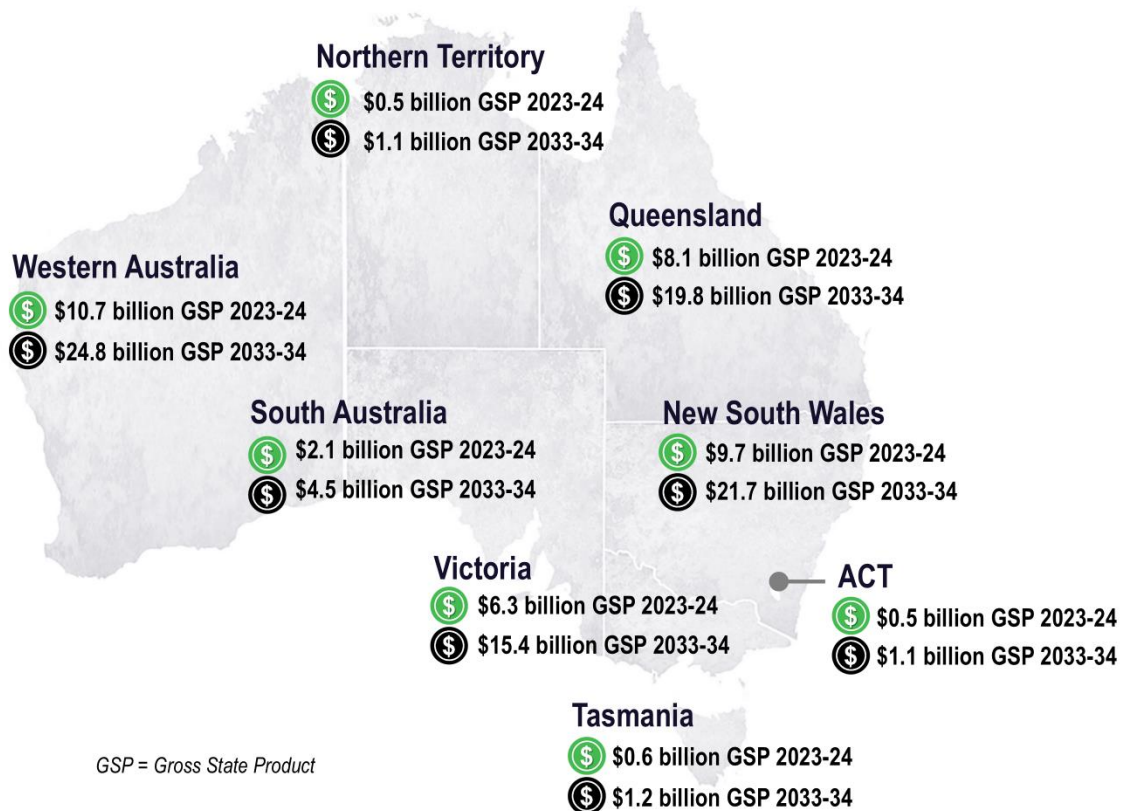 Northern Territory
$0.5 billion GSP 2023-24
$1.1 billion GSP 2033-34
Queensland
$8.1 billion GSP 2023-24
$19.8 billion GSP 2033-34
Western Australia
$10.7 billion GSP 2023-24
$24.8 billion GSP 2033-34
South Australia
$2.1 billion GSP 2023-24
$4.5 billion GSP 2033-34
New South Wales
$9.7 billion GSP 2023-24
$21.7 billion GSP 2033-34
Victoria
$6.3 billion GSP 2023-24
$15.4 billion GSP 2033-34
ACT
$0.5 billion GSP 2023-24
$1.1 billion GSP 2033-34
Tasmania
$0.6 billion GSP 2023-24
$1.2 billion GSP 2033-34
GSP = Gross State Product